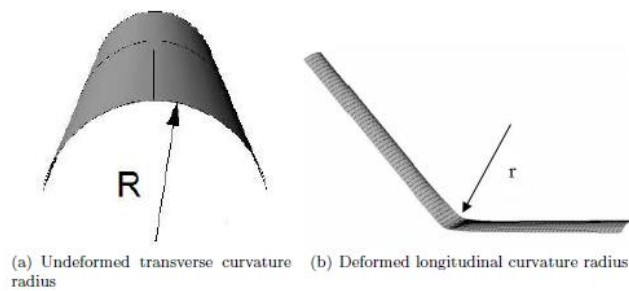 R
r
(a) Undeformed transverse curvature
radius
(b) Deformed longitudinal curvature radius